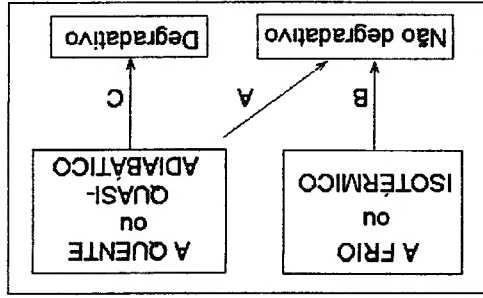 A FRIO
ou
ISOTÉRMICO
A QUENTE
ou
QUASI-
ADIABÁTICO
B
A
C
Não degradativo
Degradativo